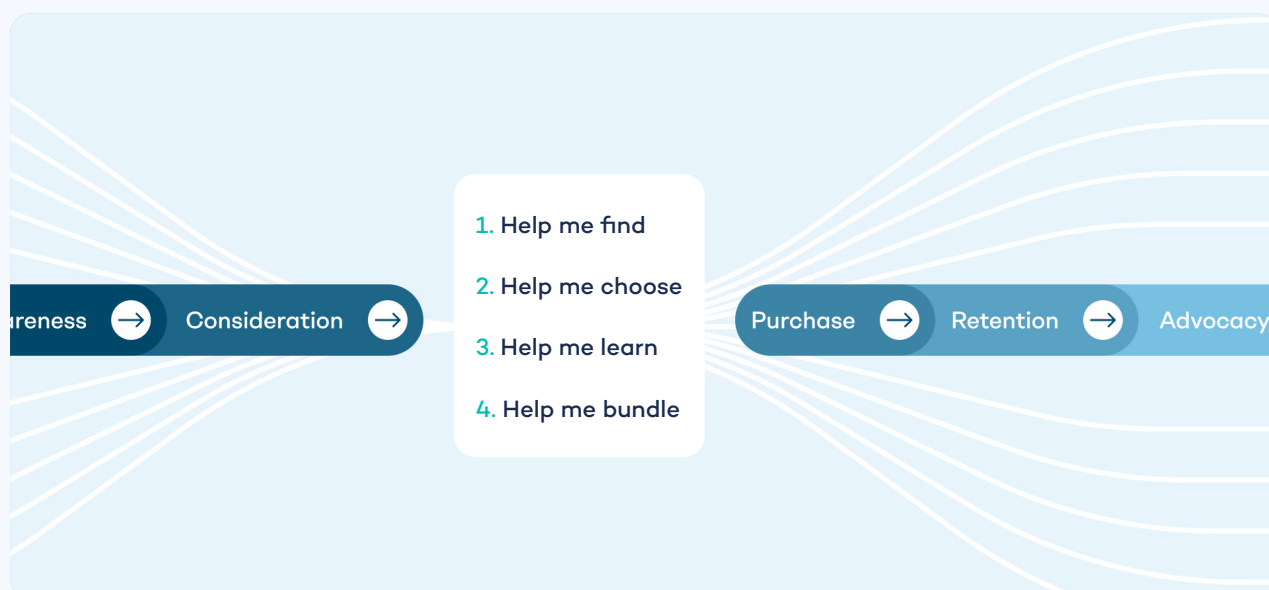 areness
Consideration
1. Help me find
2. Help me choose
3. Help me learn
4. Help me bundle
Purchase
Retention
Advocacy